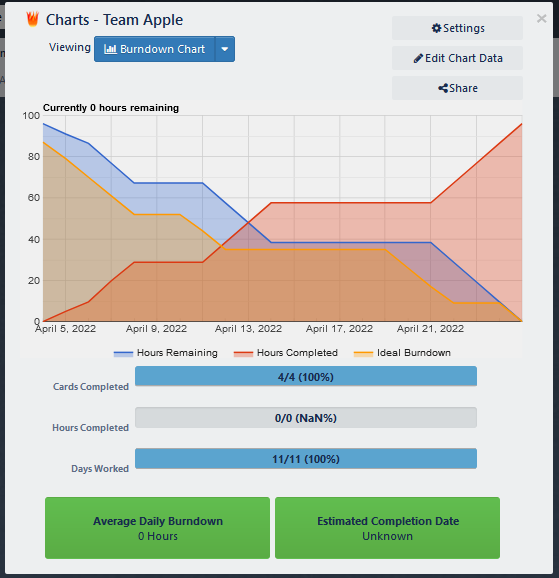 Charts - Team Apple
×
Settings
Viewing
Burndown Chart
Edit Chart Data
Share
Currently 0 hours remaining
100
80
60
40
20
0
April 5, 2022
April 9, 2022
April 13, 2022
April 17, 2022
April 21, 2022
Hours Remaining
Hours Completed
Ideal Burndown
Cards Completed
4/4 (100%)
Hours Completed
0/0 (NaN%)
Days Worked
11/11 (100%)
Average Daily Burndown
0 Hours
Estimated Completion Date
Unknown